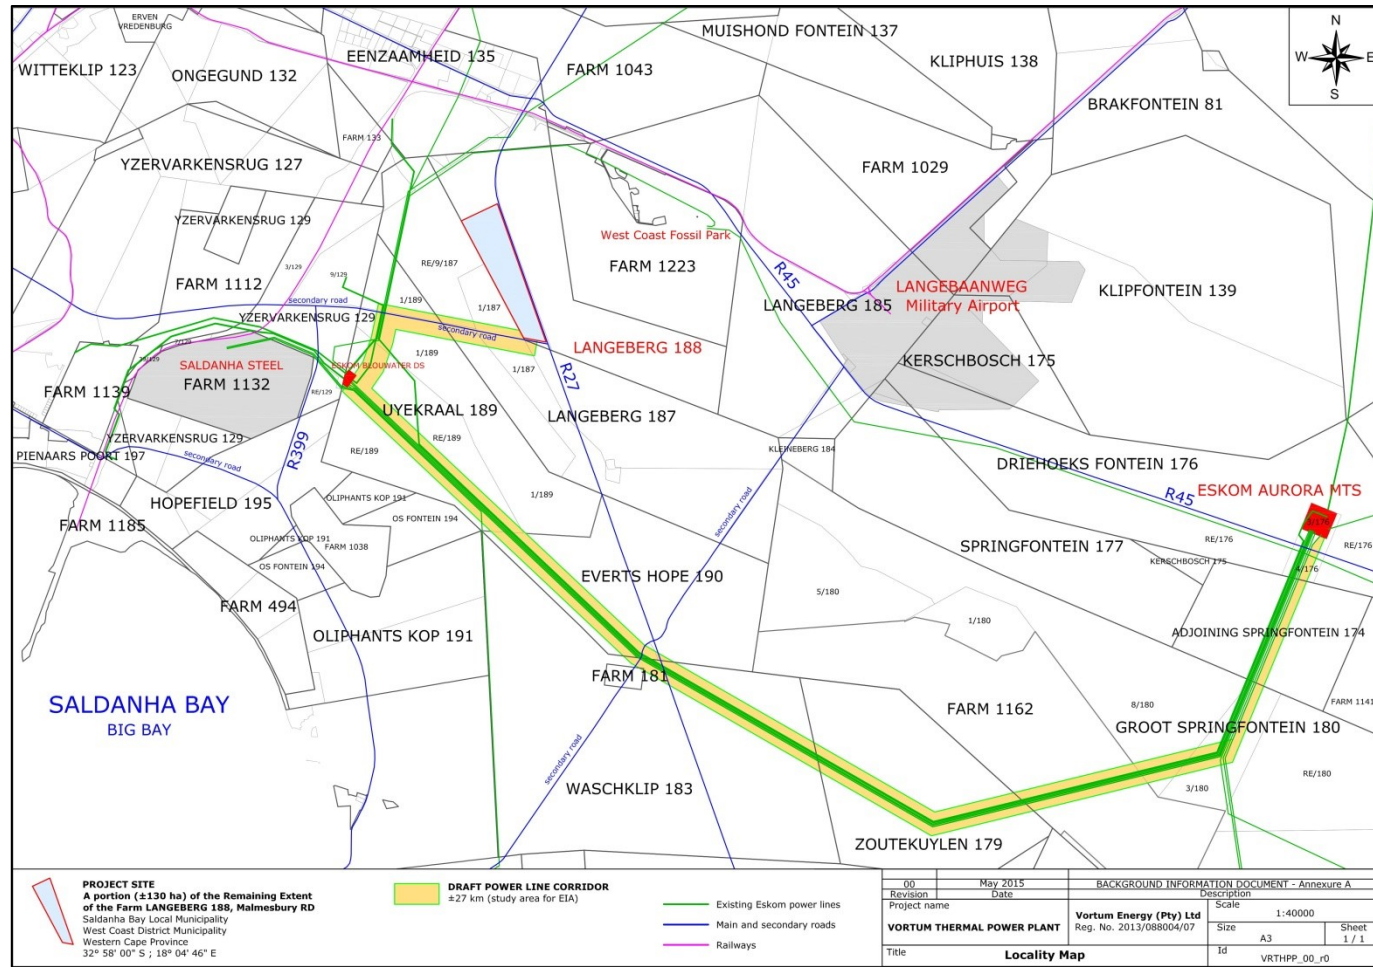 ERVEN
VREDENBURG
MUISHOND FONTEIN 137
N
W E
S
EENZAAMHEID 135
KLIPHUIS 138
WITTEKLIP 123
ONGEGUND 132
FARM 1043
BRAKFONTEIN 81
FARM 133
YZERVARKENSRUG 127
FARM 1029
YZERVARKENSRUG 129
West Coast Fossil Park
RE/9/187
FARM 1223
3/129
9/129
R45
FARM 1112
LANGEBAANWEG
Military Airport
KLIPFONTEIN 139
secondary road
1/189
1/187
LANGEBERG 185
YZERVARKENSRUG 129
secondary road
LANGEBERG 188
1/189
KERSCHBOSCH 175
SALDANHA STEEL
ESKOM BLOUWATER DS
1/187
R27
FARM 1132
FARM 1139
RE/129
UYEKRAAL 189
LANGEBERG 187
YZERVARKENSRUG 129
RE/189
PIENAARS POORT 197
secondary road
R399
RE/189
KLEINEBERG 184
DRIEHOEKS FONTEIN 176
R45
ESKOM AURORA MTS
HOPEFIELD 195
OLIPHANTS KOP 191
1/189
secondary road
FARM 1185
OS FONTEIN 194
OLIPHANTS KOP 191
FARM 1038
SPRINGFONTEIN 177
RE/176
RE/176
KERSCHBOSCH 175
4/176
OS FONTEIN 194
EVERTS HOPE 190
5/180
FARM 494
1/180
OLIPHANTS KOP 191
ADJOINING SPRINGFONTEIN 174
FARM 181
SALDANHA BAY
BIG BAY
FARM 1162
8/180
FARM 1141
GROOT SPRINGFONTEIN 180
secondary road
RE/180
WASCHKLIP 183
3/180
ZOUTEKUYLEN 179
PROJECT SITE
A portion (±130 ha) of the Remaining Extent
of the Farm LANGEBERG 188, Malmesbury RD
Saldanha Bay Local Municipality
West Coast District Municipality
Western Cape Province
32° 58' 00" S ; 18° 04' 46" E
DRAFT POWER LINE CORRIDOR
±27 km (study area for EIA)
Existing Eskom power lines
Main and secondary roads
Railways
00 May 2015 BACKGROUND INFORMATION DOCUMENT - Annexure A
Revision Date Description
Project name
VORTUM THERMAL POWER PLANT
Vortum Energy (Pty) Ltd
Reg. No. 2013/088004/07
Scale
1:40000
Size
A3
Sheet
1 / 1
Title
Locality Map
Id
VRTHPP_00_r0